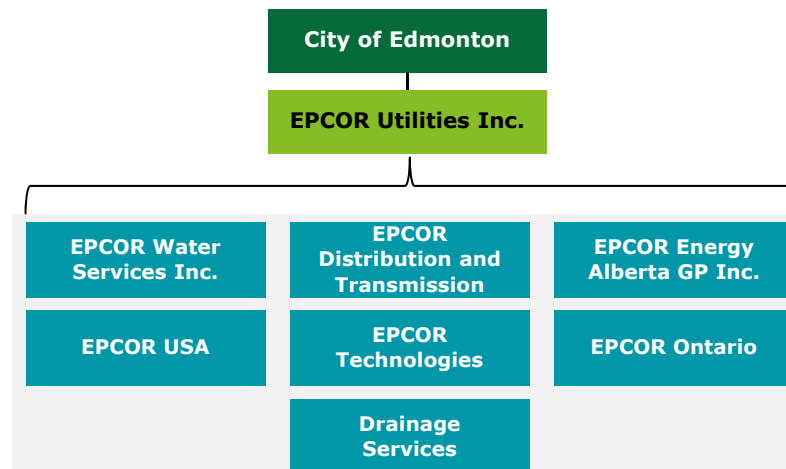 City of Edmonton
EPCOR Utilities Inc.
EPCOR Water
Services Inc.
EPCOR
Distribution and
Transmission
EPCOR Energy
Alberta GP Inc.
EPCOR USA
EPCOR
Technologies
EPCOR Ontario
Drainage
Services